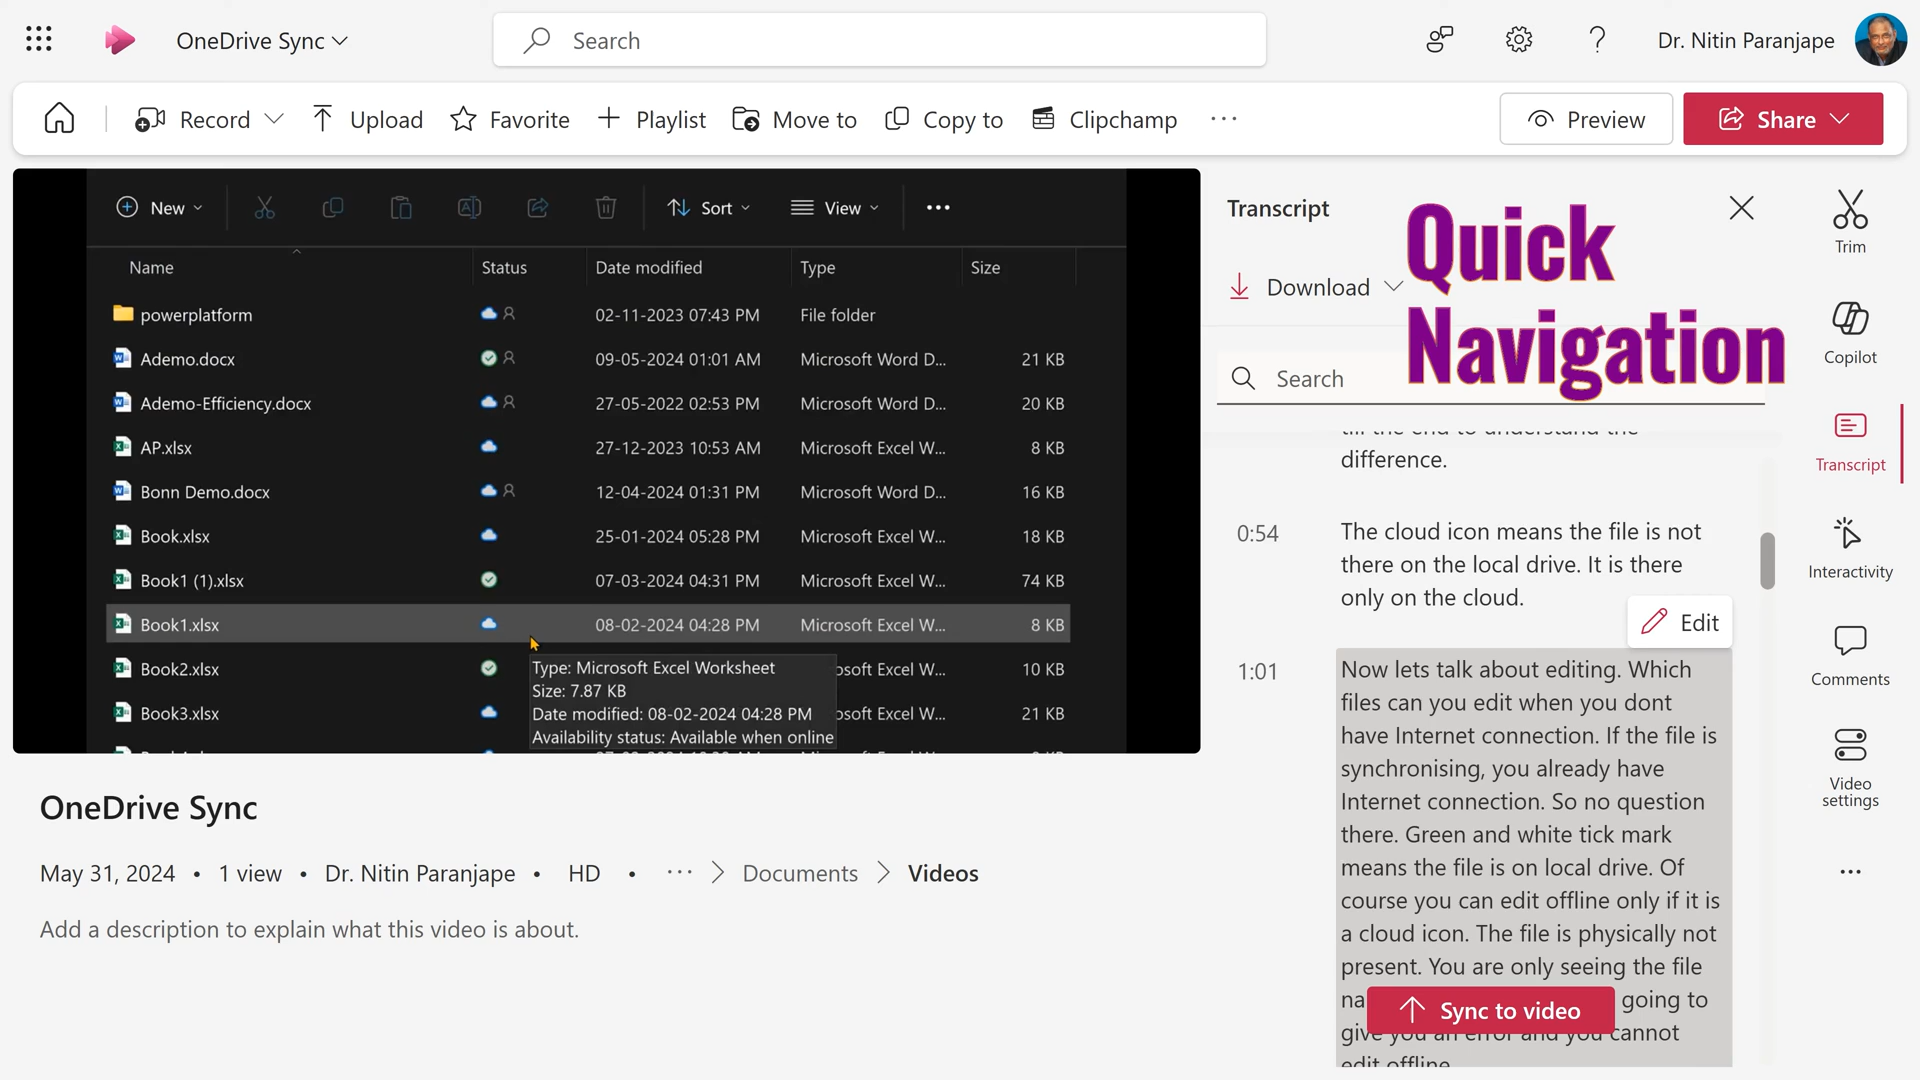 OneDrive Sync
Search
Dr. Nitin Paranjape
Record
Upload
Favorite
Playlist
Move to
Copy to
Clipchamp
Preview
Share
New
Sort
View
Name Status Date modified Type Size
powerplatform 02-11-2023 07:43 PM File folder
Ademo.docx 09-05-2024 01:01 AM Microsoft Word D... 21 KB
Ademo-Efficiency.docx 27-05-2022 02:53 PM Microsoft Word D... 20 KB
AP.xlsx 27-12-2023 10:53 AM Microsoft Excel W... 8 KB
Bonn Demo.docx 12-04-2024 01:31 PM Microsoft Word D... 16 KB
Book.xlsx 25-01-2024 05:28 PM Microsoft Excel W... 18 KB
Book1 (1).xlsx 07-03-2024 04:31 PM Microsoft Excel W... 74 KB
Book1.xlsx 08-02-2024 04:28 PM Microsoft Excel W... 8 KB
Book2.xlsx osoft Excel W... 10 KB
Book3.xlsx osoft Excel W... 21 KB
Type: Microsoft Excel Worksheet
Size: 7.87 KB
Date modified: 08-02-2024 04:28 PM
Availability status: Available when online
OneDrive Sync
May 31, 2024 • 1 view • Dr. Nitin Paranjape • HD • ... > Documents > Videos
Add a description to explain what this video is about.
Transcript
Quick
Navigation
Download
Search
till the end to understand the
difference.
0:54 The cloud icon means the file is not
there on the local drive. It is there
only on the cloud.
Edit
1:01 Now lets talk about editing. Which
files can you edit when you dont
have Internet connection. If the file is
synchronising, you already have
Internet connection. So no question
there. Green and white tick mark
means the file is on local drive. Of
course you can edit offline only if it is
a cloud icon. The file is physically not
present. You are only seeing the file
na going to
Sync to video
give you an error and you cannot
edit offline
Trim
Copilot
Transcript
Interactivity
Comments
Video
settings